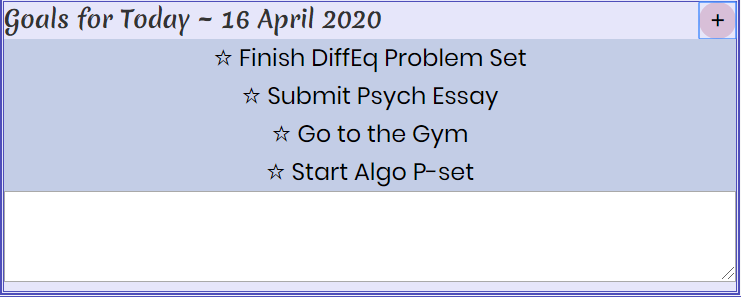 Goals for Today ~ 16 April 2020 +
☆ Finish DiffEq Problem Set
☆ Submit Psych Essay
☆ Go to the Gym
☆ Start Algo P-set